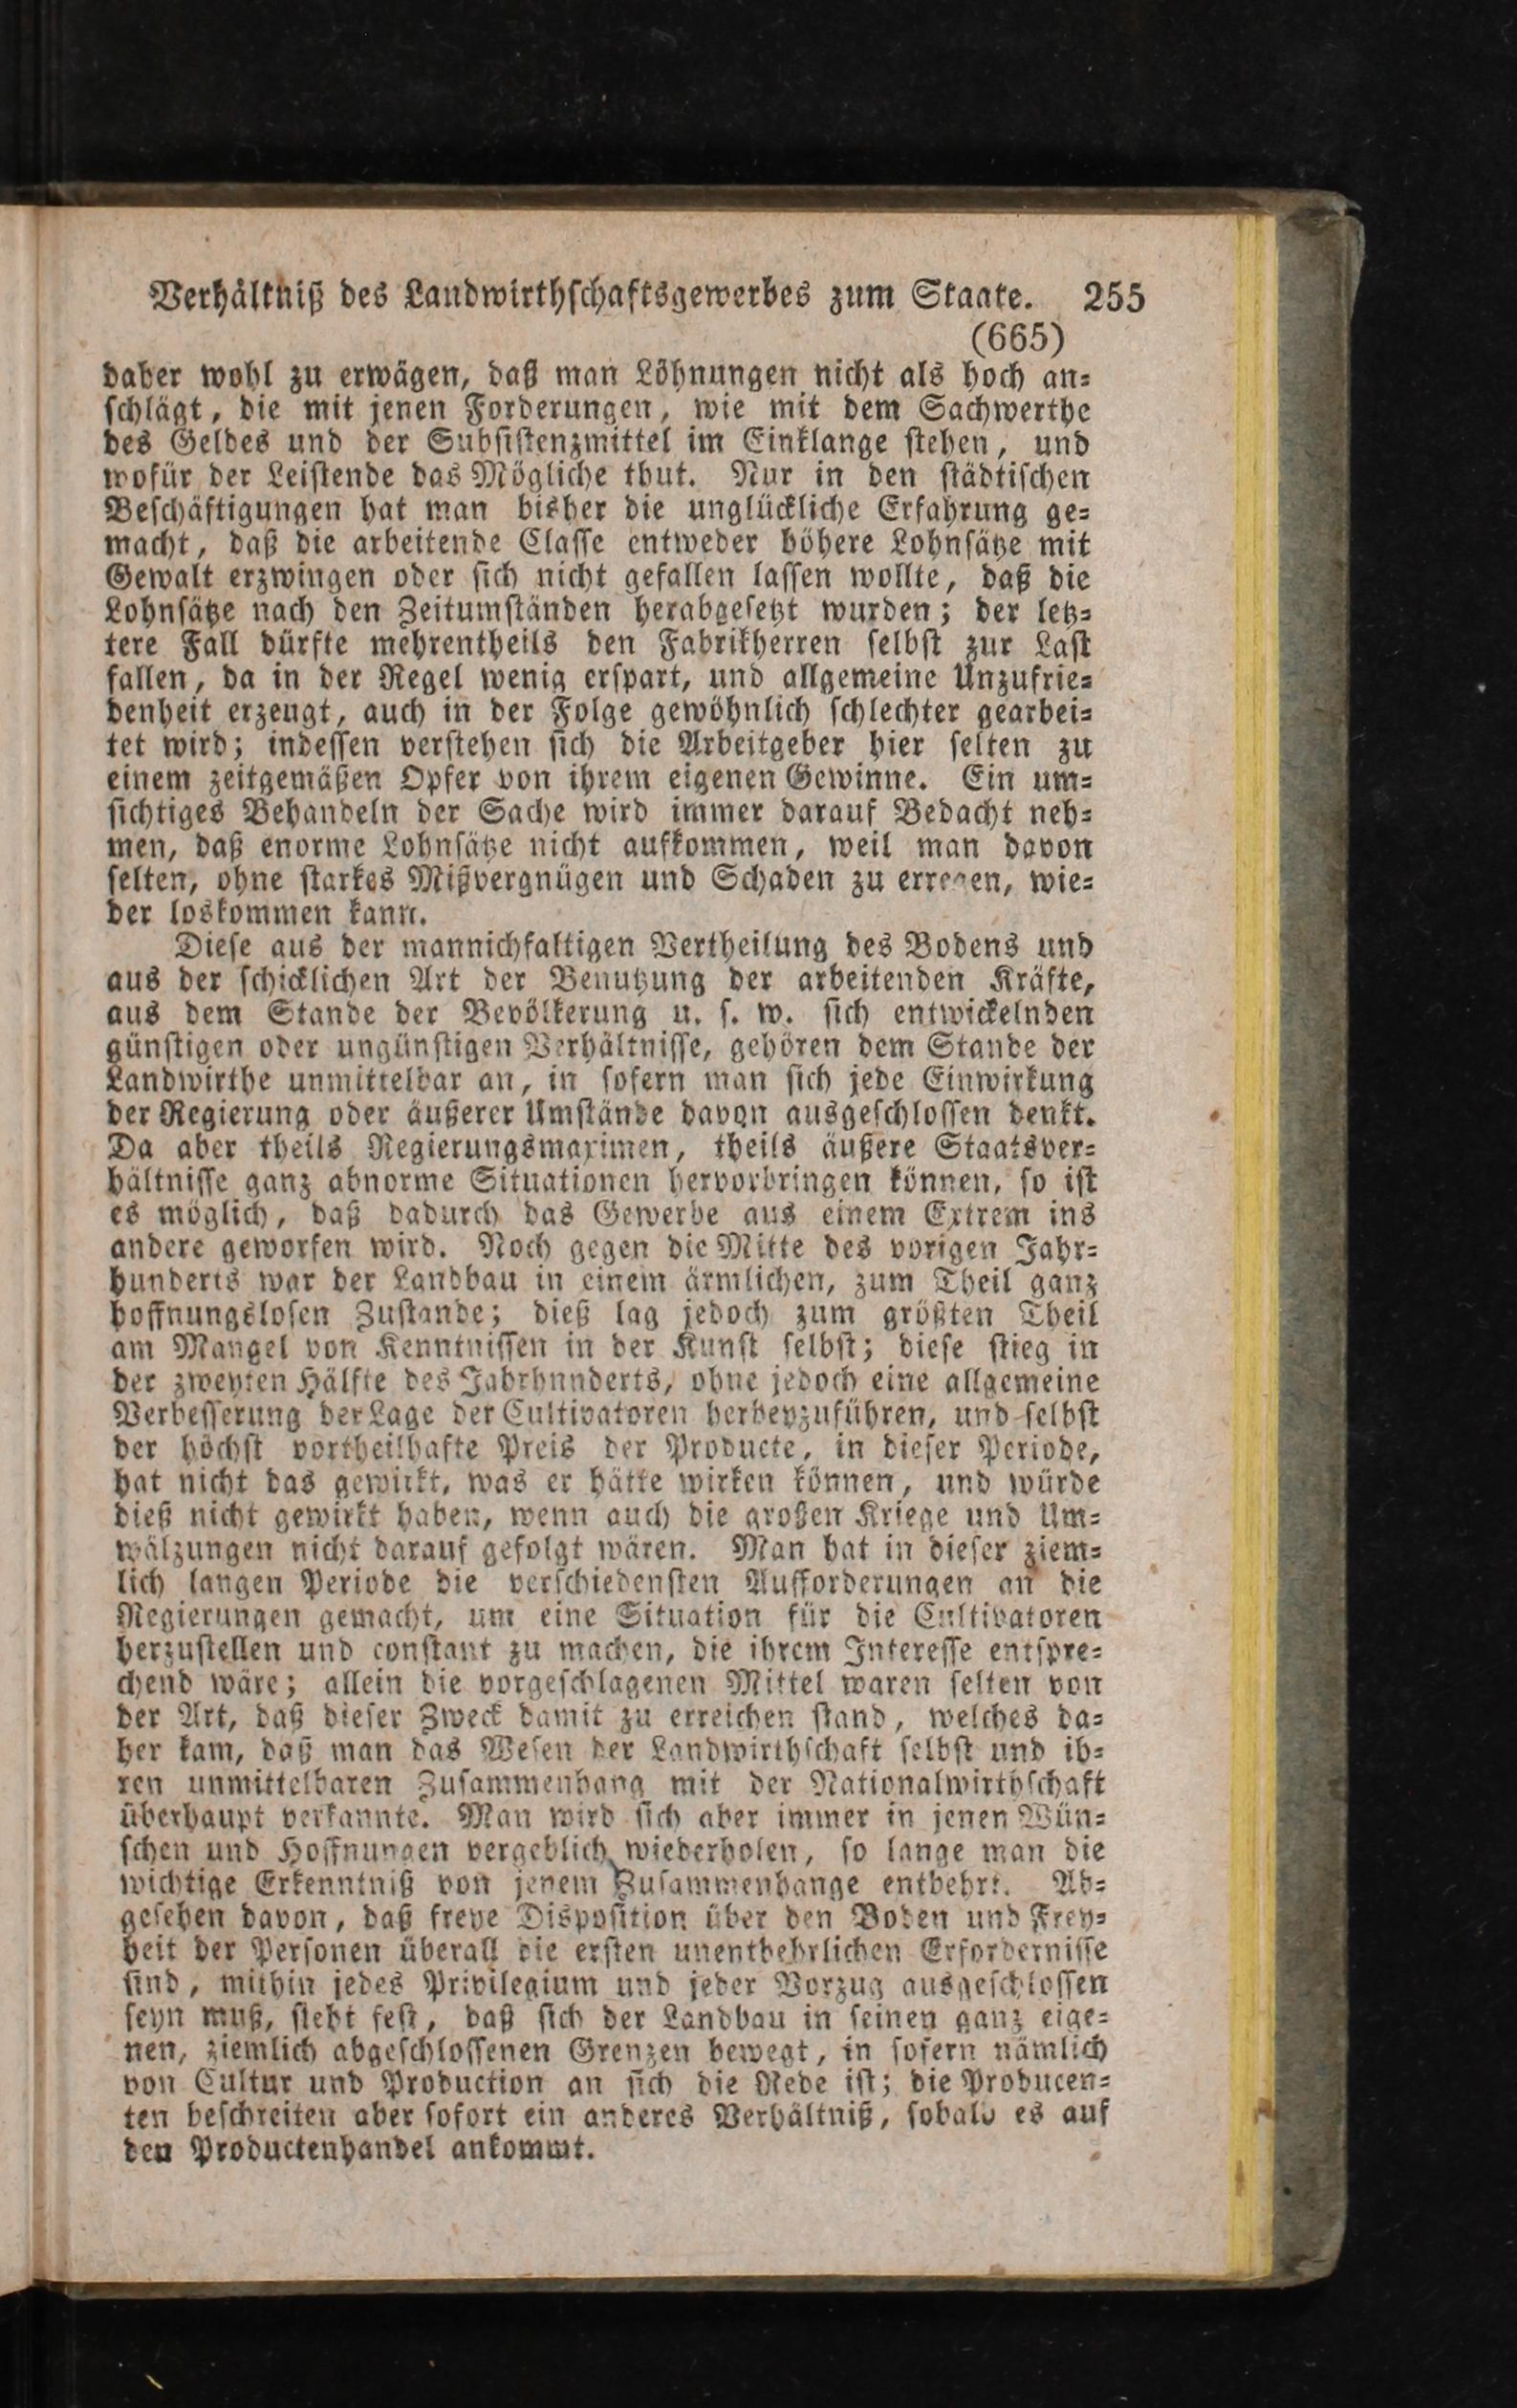 Verhältniß des Landwirthſchaftsgewerbes zum Staate. 255
(665)
daher wohl zu erwägen, daß man Löhnungen nicht als hoch an⸗
ſchlägt, die mit jenen Forderungen, wie mit dem Sachwerthe
des Geldes und der Subſiſtenzmittel im Einklange ſtehen, und
wofür der Leiſtende das Mögliche thut. Nur in den ſtädtiſchen
Beſchäftigungen hat man bisher die unglückliche Erfahrung ge⸗
macht, daß die arbeitende Claſſe entweder höhere Lohnſätze mit
Gewalt erzwingen oder ſich nicht gefallen laſſen wollte, daß die
Lohnſätze nach den Zeitumſtänden herabgeſetzt wurden; der letz⸗
tere Fall dürfte mehrentheils den Fabrikherren ſelbſt zur Laſt
fallen, da in der Regel wenig erſpart, und allgemeine Unzufrie⸗
denheit erzeugt, auch in der Folge gewöhnlich ſchlechter gearbei⸗
tet wird; indeſſen verſtehen ſich die Arbeitgeber hier ſelten zu
einem zeitgemäßen Opfer von ihrem eigenen Gewinne. Ein um⸗
ſichtiges Behandeln der Sache wird immer darauf Bedacht neh⸗
men, daß enorme Lohnſätze nicht aufkommen, weil man davon
ſelten, ohne ſtarkes Mißvergnügen und Schaden zu erregen, wie⸗
der loskommen kann.
Dieſe aus der mannichfaltigen Vertheilung des Bodens und
aus der ſchicklichen Art der Benutzung der arbeitenden Kräfte,
aus dem Stande der Bevölkerung u. ſ. w. ſich entwickelnden
günſtigen oder ungünſtigen Verhältniſſe, gehören dem Stande der
Landwirthe unmittelbar an, in ſofern man ſich jede Einwirkung
der Regierung oder äußerer Umſtände davon ausgeſchloſſen denkt.
Da aber theils Regierungsmaximen, theils äußere Staatsver⸗
hältniſſe ganz abnorme Situationen hervorbringen können, ſo iſt
es möglich, daß dadurch das Gewerbe aus einem Extrem ins
andere geworfen wird. Noch gegen die Mitte des vorigen Jahr⸗
hunderts war der Landbau in einem ärmlichen, zum Theil ganz
hoffnungsloſen Zuſtande; dieß lag jedoch zum größten Theil
am Mangel von Kenntniſſen in der Kunſt ſelbſt; dieſe ſtieg in
der zweyten Hälfte des Jahrhnnderts, ohne jedoch eine allgemeine
Verbeſſerung der Lage der Cultivatoren herbeyzuführen, und ſelbſt
der höchſt vortheilhafte Preis der Producte, in dieſer Periode,
hat nicht das gewirkt, was er hätte wirken können, und würde
dieß nicht gewirkt haben, wenn auch die großen Kriege und Um⸗
wälzungen nicht darauf gefolgt wären. Man hat in dieſer ziem⸗
lich langen Periode die verſchiedenſten Aufforderungen an die
Regierungen gemacht, um eine Situation für die Cultivatoren
herzuſtellen und conſtant zu machen, die ihrem Intereſſe entſpre⸗
chend wäre; allein die vorgeſchlagenen Mittel waren ſelten von
der Art, daß dieſer Zweck damit zu erreichen ſtand, welches da⸗
her kam, daß man das Weſen der Landwirthſchaft ſelbſt und ih⸗
ren unmittelbaren Zuſammenhang mit der Nationalwirthſchaft
überhaupt verkannte. Man wird ſich aber immer in jenen Wün⸗
ſchen und Hoffnungen vergeblich wiederholen, ſo lange man die
wichtige Erkenntniß von jenem Zuſammenhange entbehrt. Ab⸗
geſehen davon, daß freye Dispoſition über den Boden und Frey⸗
heit der Perſonen überall die erſten unentbehrlichen Erforderniſſe
ſind, mithin jedes Privilegium und jeder Vorzug ausgeſchloſſen
ſeyn muß, ſteht feſt, daß ſich der Landbau in ſeinen ganz eige⸗
nen, ziemlich abgeſchloſſenen Grenzen bewegt, in ſofern nämlich
von Cultur und Production an ſich die Rede iſt; die Producen⸗
ten beſchreiten aber ſofort ein anderes Verhältniß, ſobald es auf
den Productenhandel ankommt.